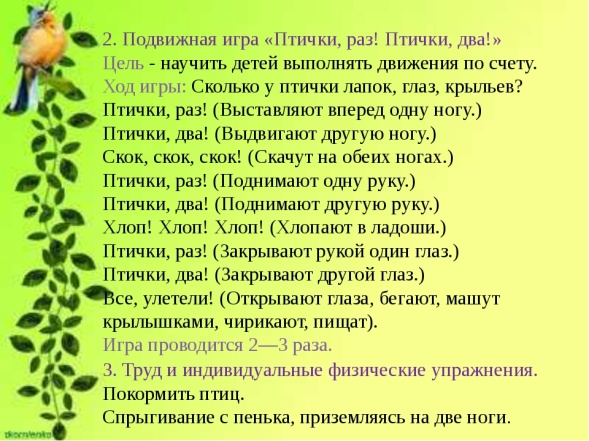 2. Подвижная игра «Птички, раз! Птички, два!»
Цель - научить детей выполнять движения по счету.
Ход игры: Сколько у птички лапок, глаз, крыльев?
Птички, раз! (Выставляют вперед одну ногу.)
Птички, два! (Выдвигают другую ногу.)
Скок, скок, скок! (Скачут на обеих ногах.)
Птички, раз! (Поднимают одну руку.)
Птички, два! (Поднимают другую руку.)
Хлоп! Хлоп! Хлоп! (Хлопают в ладоши.)
Птички, раз! (Закрывают рукой один глаз.)
Птички, два! (Закрывают другой глаз.)
Все, улетели! (Открывают глаза, бегают, машут
крылышками, чирикают, пищат).
Игра проводится 2—3 раза.
3. Труд и индивидуальные физические упражнения.
Покормить птиц.
Спрыгивание с пенька, приземляясь на две ноги.